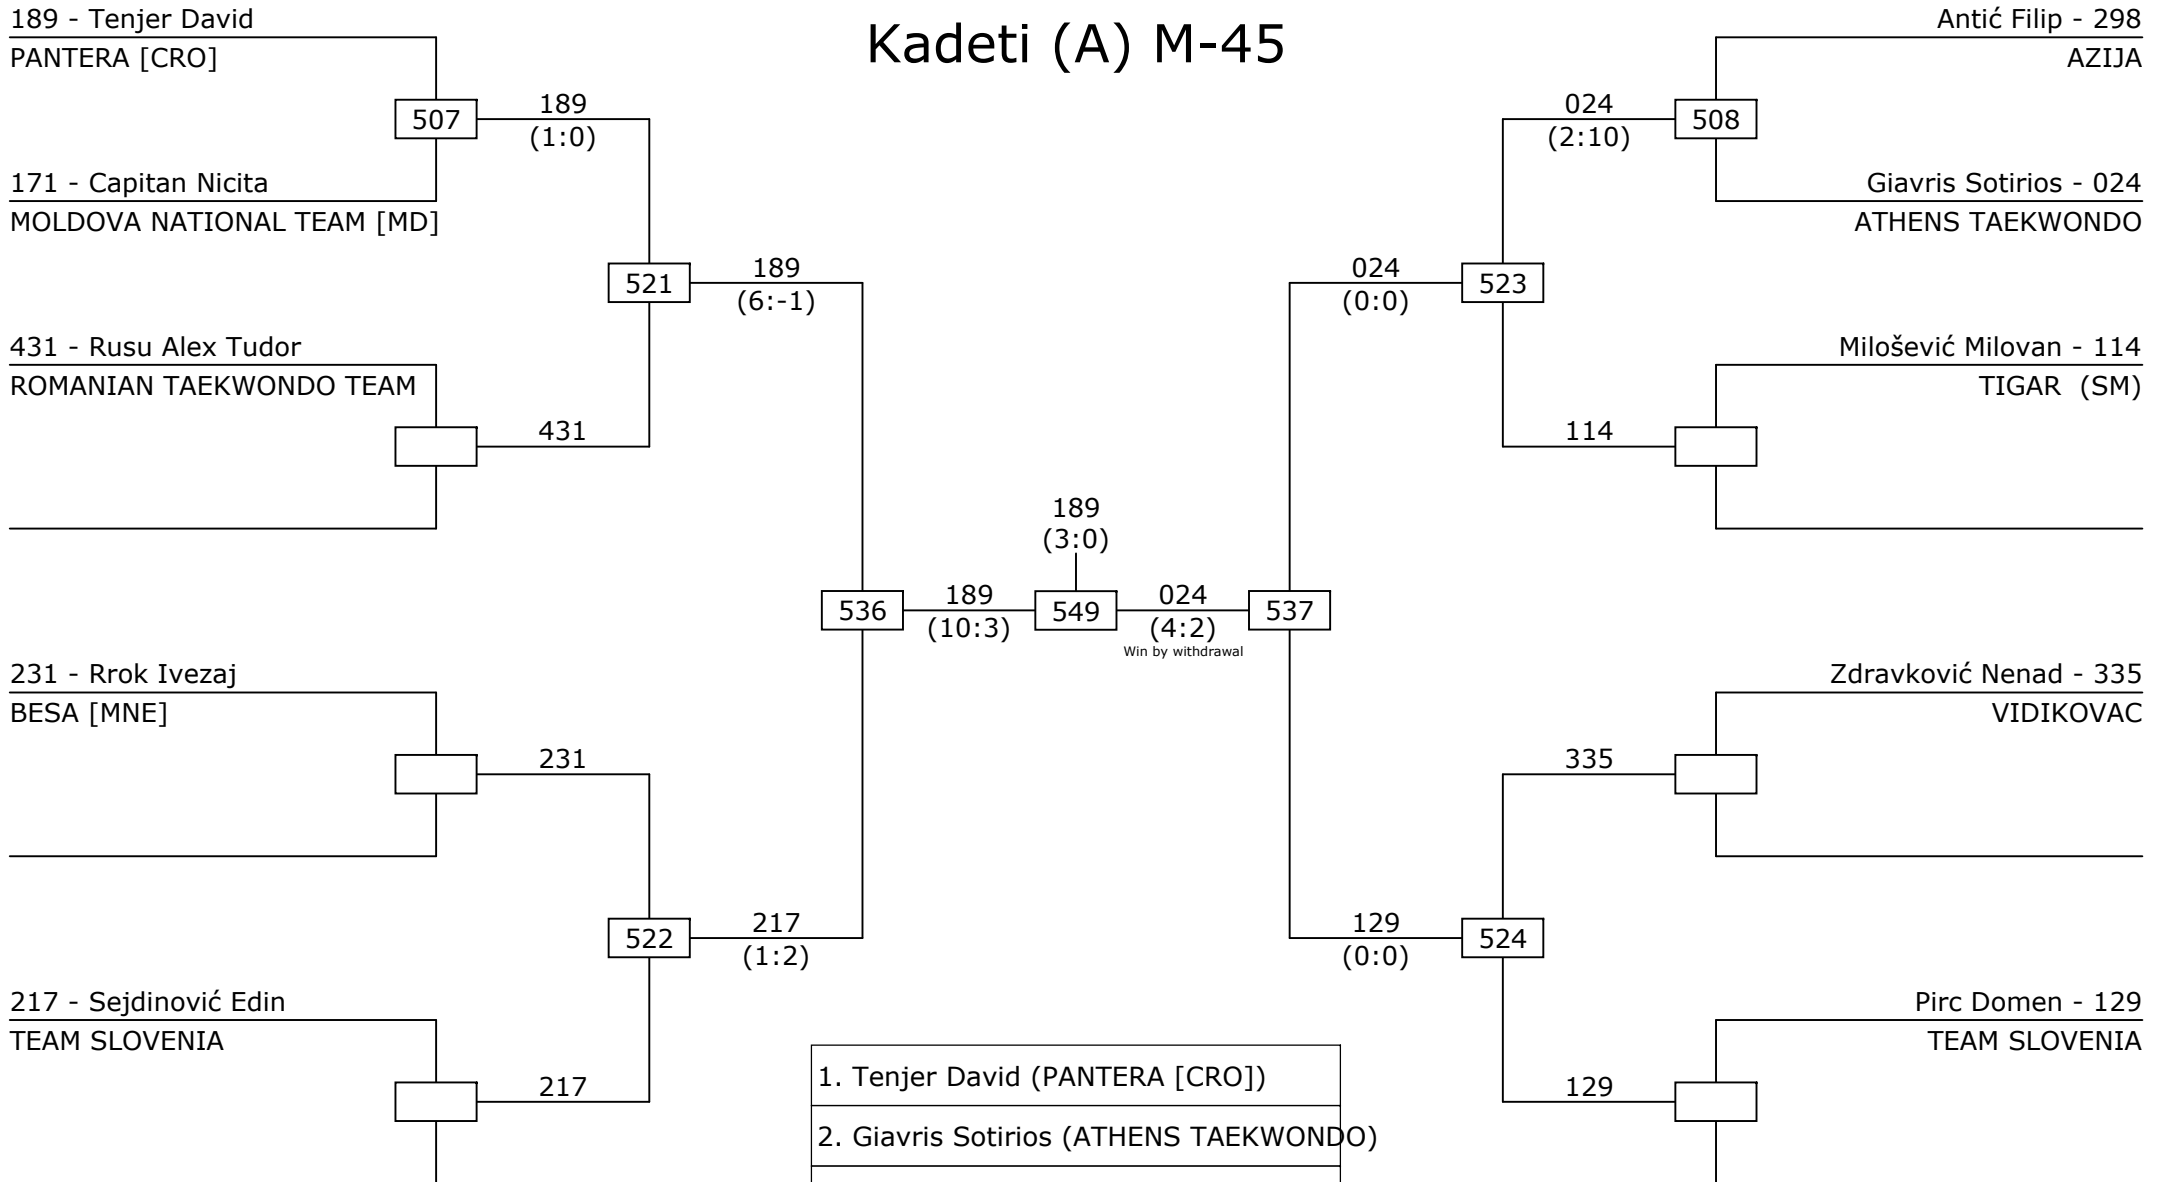 Kadeti (A) M-45
189 - Tenjer David
PANTERA [CRO]
507
189
(1:0)
171 - Capitan Nicita
MOLDOVA NATIONAL TEAM [MD]
521
189
(6:-1)
431 - Rusu Alex Tudor
ROMANIAN TAEKWONDO TEAM
431
231 - Rrok Ivezaj
BESA [MNE]
231
522
217
(1:2)
217 - Sejdinović Edin
TEAM SLOVENIA
217
536
189
(10:3)
189
(3:0)
549
024
(4:2)
Win by withdrawal
537
Antić Filip - 298
AZIJA
024
(2:10)
508
Giavris Sotirios - 024
ATHENS TAEKWONDO
024
(0:0)
523
Milošević Milovan - 114
TIGAR  (SM)
114
Zdravković Nenad - 335
VIDIKOVAC
335
129
(0:0)
524
Pirc Domen - 129
TEAM SLOVENIA
129
1. Tenjer David (PANTERA [CRO])
2. Giavris Sotirios (ATHENS TAEKWONDO)